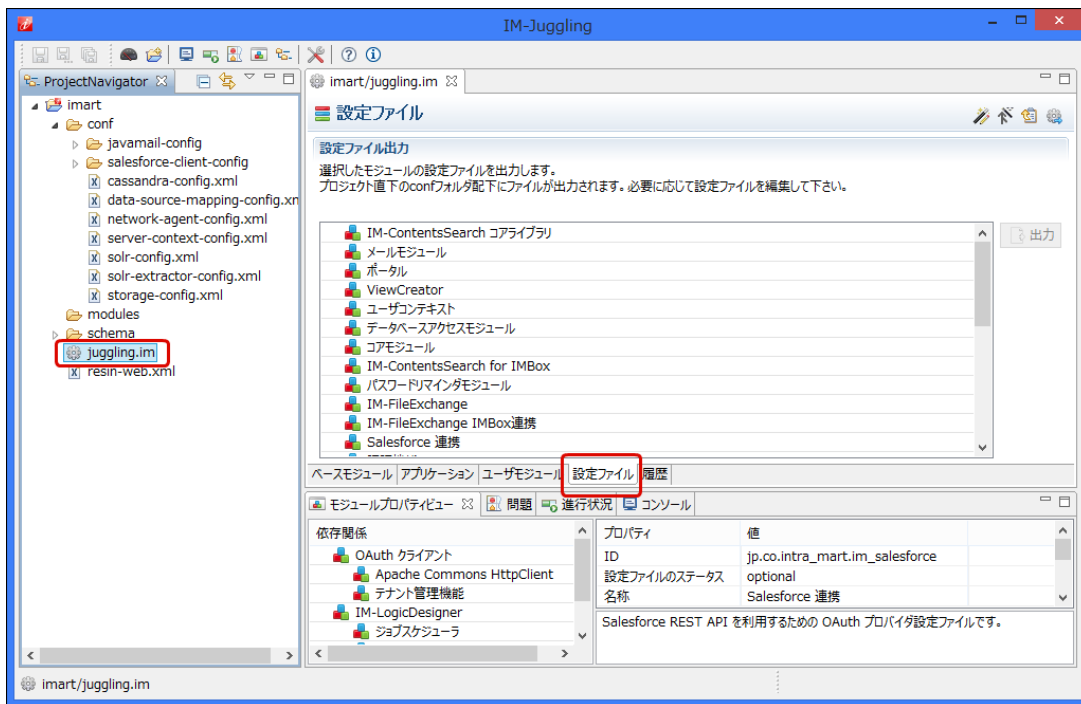 IM-Juggling
ProjectNavigator
imart/juggling.im
imart
conf
javamail-config
salesforce-client-config
cassandra-config.xml
data-source-mapping-config.xn
network-agent-config.xml
server-context-config.xml
solr-config.xml
solr-extractor-config.xml
storage-config.xml
modules
schema
juggling.im
resin-web.xml
設定ファイル
設定ファイル出力
選択したモジュールの設定ファイルを出力します。
プロジェクト直下のconfフォルダ配下にファイルが出力されます。必要に応じて設定ファイルを編集して下さい。
IM-ContentsSearch コアライブラリ
出力
メールモジュール
ポータル
ViewCreator
ユーザコンテキスト
データベースアクセスモジュール
コアモジュール
IM-ContentsSearch for IMBox
パスワードリマインダモジュール
IM-FileExchange
IM-FileExchange IMBox連携
Salesforce 連携
ベースモジュール アプリケーション ユーザモジュール 設定ファイル 履歴
モジュールプロパティビュー 問題 進行状況 コンソール
依存関係
OAuth クライアント
Apache Commons HttpClient
テナント管理機能
IM-LogicDesigner
ジョブスケジューラ
プロパティ 値
ID jp.co.intra_mart.im_salesforce
設定ファイルのステータス optional
名称 Salesforce 連携
Salesforce REST API を利用するための OAuth プロバイダ設定ファイルです。
imart/juggling.im